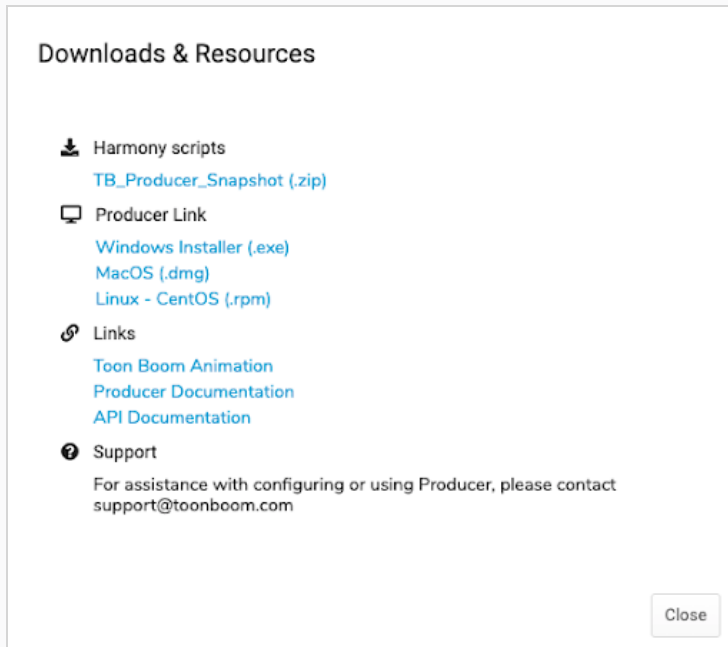 Downloads & Resources
Harmony scripts
TB_Producer_Snapshot (.zip)
Producer Link
Windows Installer (.exe)
MacOS (.dmg)
Linux - CentOS (.rpm)
Links
Toon Boom Animation
Producer Documentation
API Documentation
Support
For assistance with configuring or using Producer, please contact
support@toonboom.com
Close